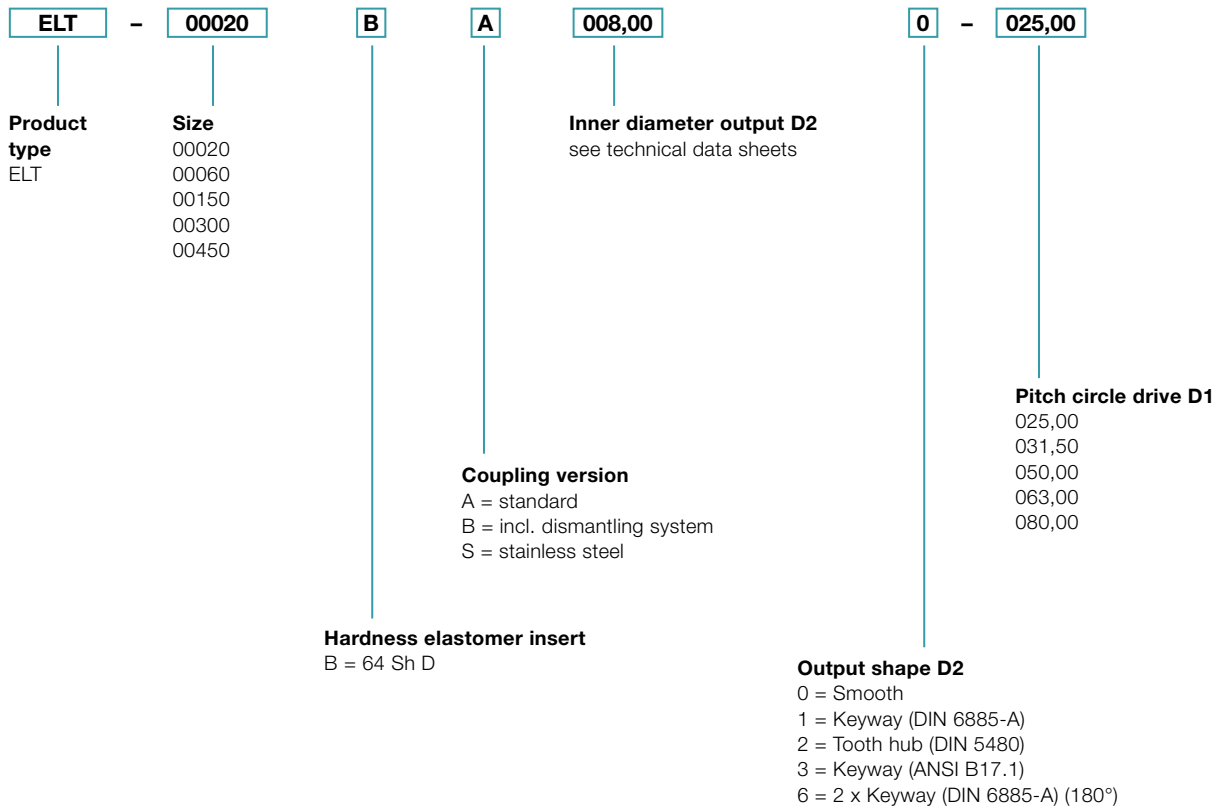 ELT – 00020 B A 008,00 0 – 025,00
Product
type
ELT
Size
00020
00060
00150
00300
00450
Inner diameter output D2
see technical data sheets
Pitch circle drive D1
025,00
031,50
050,00
063,00
080,00
Coupling version
A = standard
B = incl. dismantling system
S = stainless steel
Hardness elastomer insert
B = 64 Sh D
Output shape D2
0 = Smooth
1 = Keyway (DIN 6885-A)
2 = Tooth hub (DIN 5480)
3 = Keyway (ANSI B17.1)
6 = 2 x Keyway (DIN 6885-A) (180°)